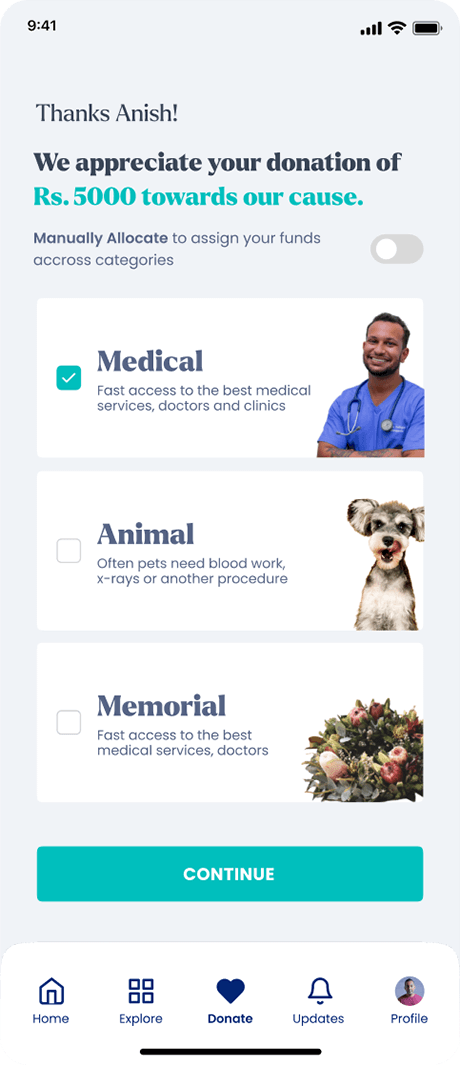 9:41
Thanks Anish!
We appreciate your donation of
Rs. 5000 towards our cause.
Manually Allocate to assign your funds
accross categories
Medical
Fast access to the best medical
services, doctors and clinics
Animal
Often pets need blood work,
x-rays or another procedure
Memorial
Fast access to the best
medical services, doctors
CONTINUE
Home
Explore
Donate
Updates
Profile